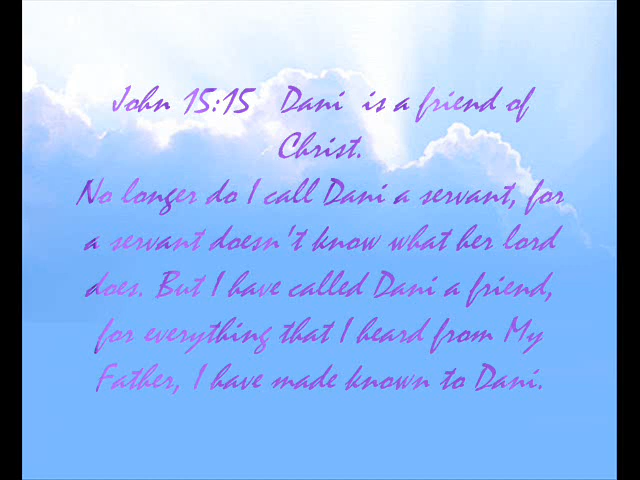 John 15:15 Dani is a friend of
Christ.
No longer do I call Dani a servant, for
a servant doesn't know what her lord
does. But I have called Dani a friend,
for everything that I heard from My
Father, I have made known to Dani.